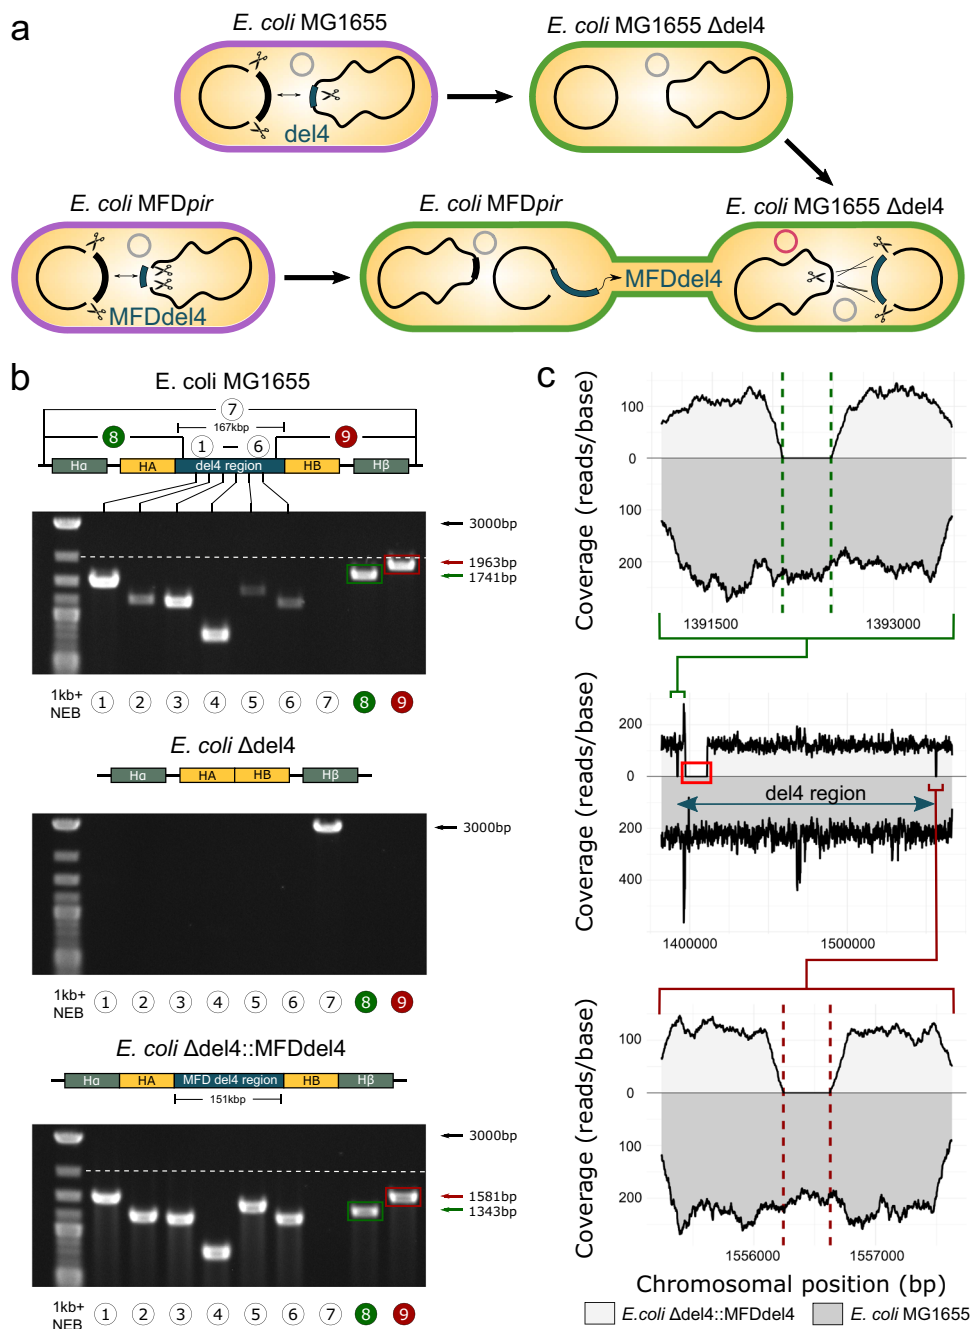 a
E. coli MG1655
E. coli MG1655 Δdel4
del4
E. coli MFDpir
E. coli MFDpir
E. coli MG1655 Δdel4
MFDdel4
MFDdel4
b
E. coli MG1655
7
167kbp
8
1
6
9
Hα
HA
del4 region
HB
Hβ
3000bp
1963bp
1741bp
1kb+
NEB
1 2 3 4 5 6 7 8 9
E. coli Δdel4
Hα
HA
HB
Hβ
3000bp
1kb+
NEB
1 2 3 4 5 6 7 8 9
E. coli Δdel4::MFDdel4
Hα
HA
MFD del4 region
HB
Hβ
151kbp
3000bp
1581bp
1343bp
1kb+
NEB
1 2 3 4 5 6 7 8 9
c
Coverage (reads/base)
100
0
100
200
1391500
1393000
Coverage (reads/base)
200
0
200
400
del4 region
1400000
1500000
Coverage (reads/base)
100
0
100
200
1556000
1557000
Chromosomal position (bp)
E.coli Δdel4::MFDdel4
E. coli MG1655